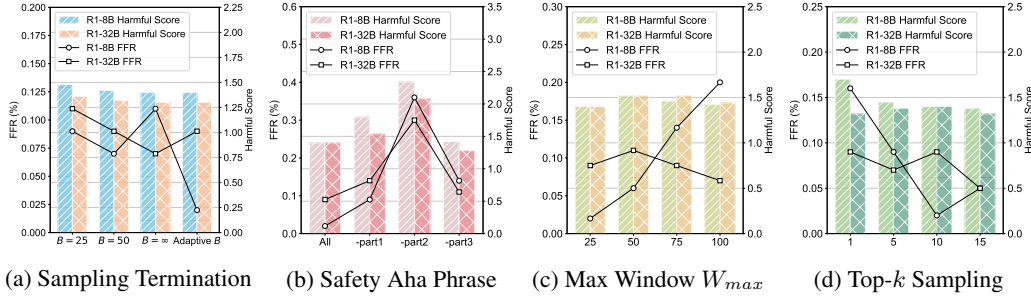 R1-8B Harmful Score
R1-32B Harmful Score
R1-8B FFR
R1-32B FFR
FFR (%)
0.200
0.175
0.150
0.125
0.100
0.075
0.050
0.025
0.000
2.25
2.00
1.75
1.50
1.25
1.00
0.75
0.50
0.25
0.00
Harmful Score
B = 25 B = 50 B = ∞ Adaptive B
(a) Sampling Termination
R1-8B Harmful Score
R1-32B Harmful Score
R1-8B FFR
R1-32B FFR
FFR (%)
0.6
0.5
0.4
0.3
0.2
0.1
0.0
3.5
3.0
2.5
2.0
1.5
1.0
0.5
0.0
Harmful Score
All -part1 -part2 -part3
(b) Safety Aha Phrase
R1-8B Harmful Score
R1-32B Harmful Score
R1-8B FFR
R1-32B FFR
FFR (%)
0.30
0.25
0.20
0.15
0.10
0.05
0.00
2.5
2.0
1.5
1.0
0.5
0.0
Harmful Score
25 50 75 100
(c) Max Window Wmax
R1-8B Harmful Score
R1-32B Harmful Score
R1-8B FFR
R1-32B FFR
FFR (%)
0.25
0.20
0.15
0.10
0.05
0.00
2.5
2.0
1.5
1.0
0.5
0.0
Harmful Score
1 5 10 15
(d) Top-k Sampling